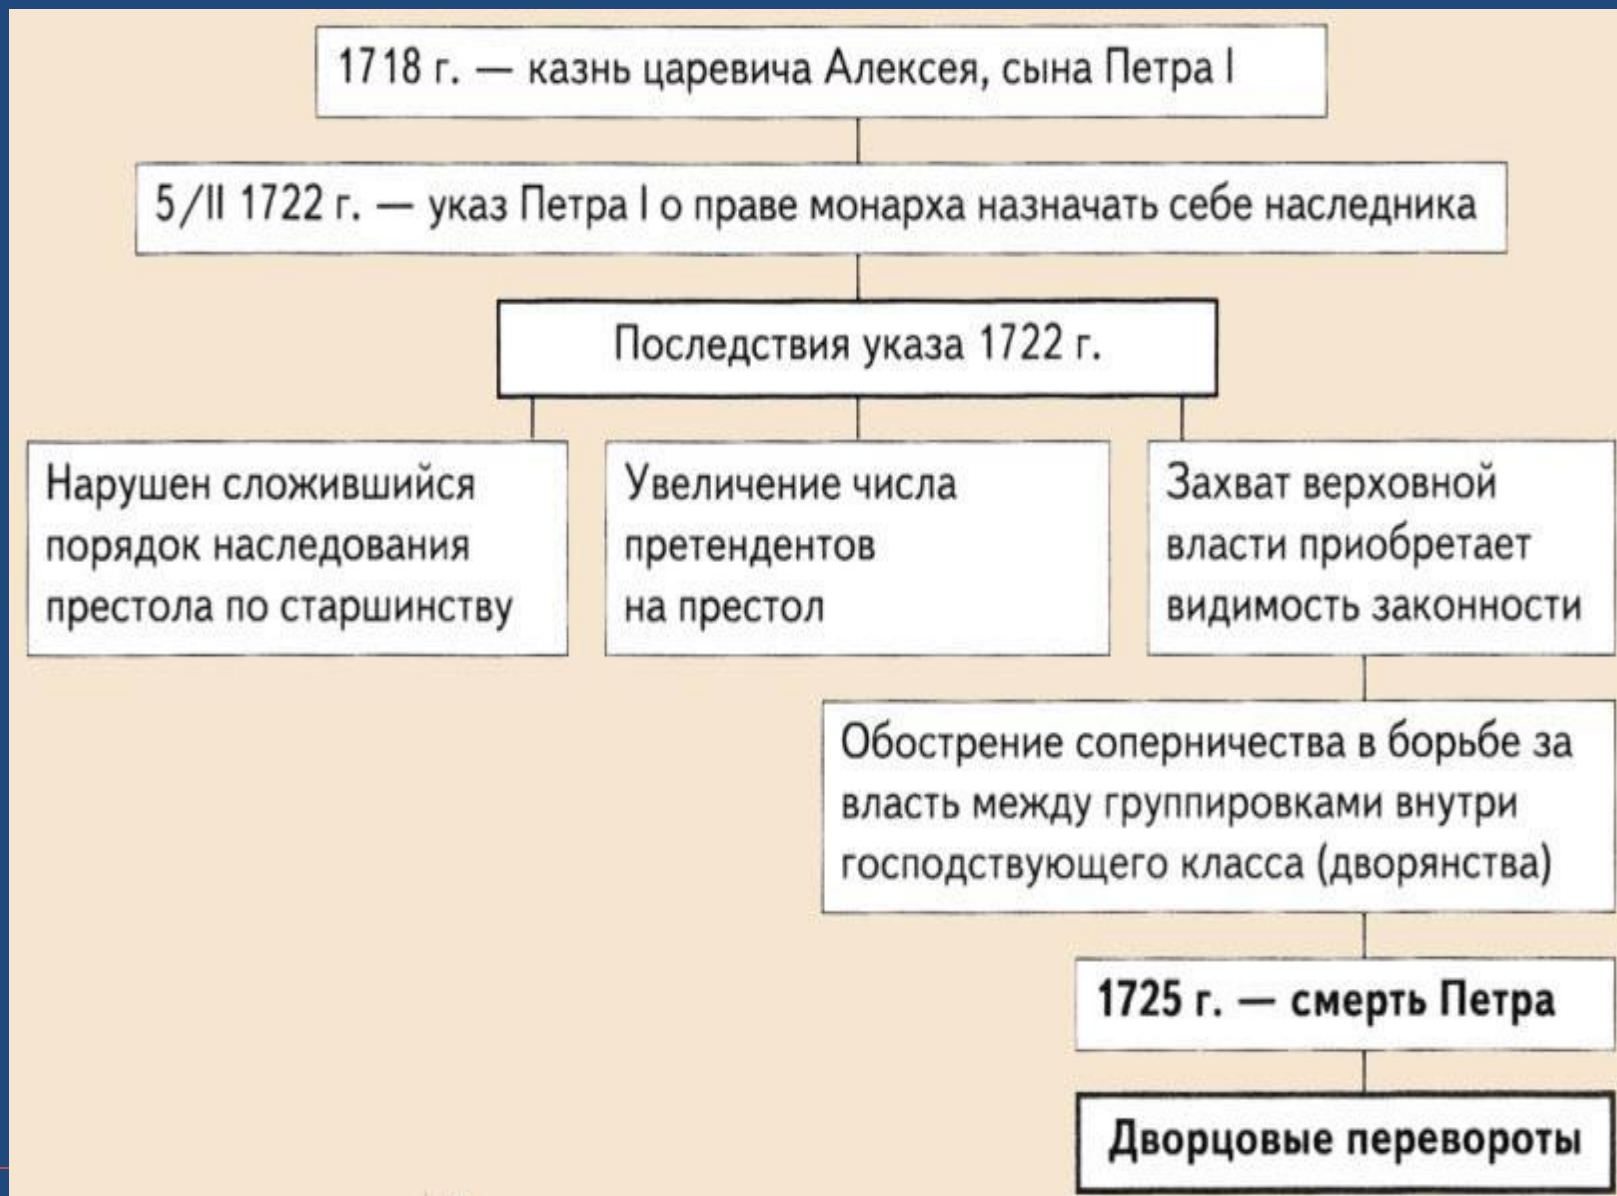 1718 г. — казнь царевича Алексея, сына Петра I
5/II 1722 г. — указ Петра I о праве монарха назначать себе наследника
Последствия указа 1722 г.
Нарушен сложившийся
порядок наследования
престола по старшинству
Увеличение числа
претендентов
на престол
Захват верховной
власти приобретает
видимость законности
Обострение соперничества в борьбе за
власть между группировками внутри
господствующего класса (дворянства)
1725 г. — смерть Петра
Дворцовые перевороты